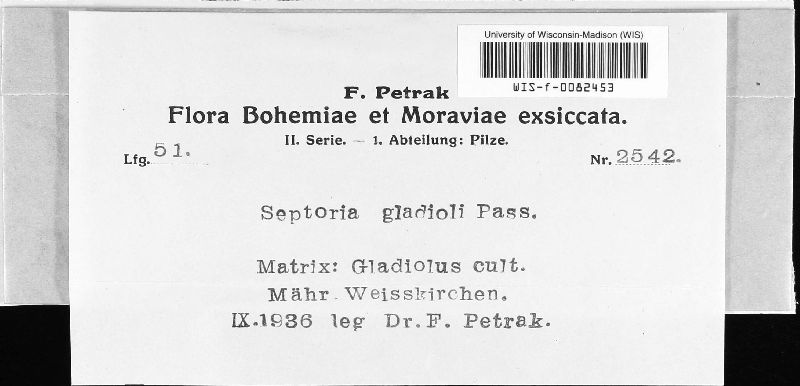 University of Wisconsin-Madison (WIS)
WIS-f-0082453
F. Petrak
Flora Bohemiae et Moraviae exsiccata.
II. Serie. — 1. Abteilung: Pilze.
Lfg. 51.
Nr. 2542.
Septoria gladioli Pass.
Matrix: Gladiolus cult.
Mähr. Weisskirchen.
IX.1936 leg Dr. F. Petrak.